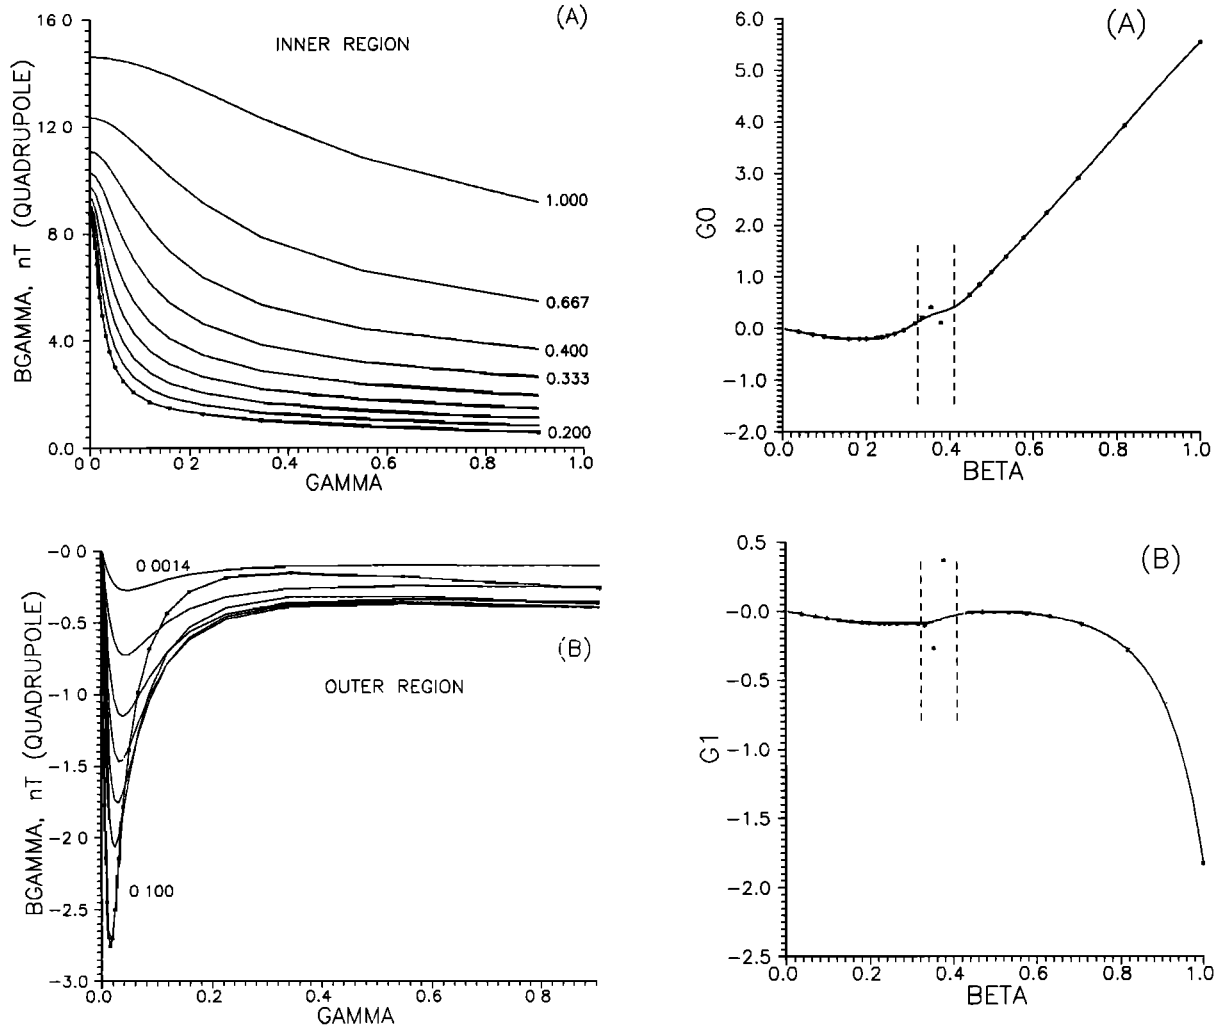 (A)
INNER REGION
BGAMMA, nT (QUADRUPOLE)
16 0
12 0
8 0
4.0
0.0
1.000
0.667
0.400
0.333
0.200
0.0 0.2 0.4 0.6 0.8 1.0
GAMMA
(A)
G0
6.0
5.0
4.0
3.0
2.0
1.0
0.0
−1.0
−2.0
0.0 0.2 0.4 0.6 0.8 1.0
BETA
(B)
OUTER REGION
BGAMMA, nT (QUADRUPOLE)
−0 0
−0.5
−1 0
−1.5
−2 0
−2.5
−3.0
0 0014
0 100
0.0 0.2 0.4 0.6 0.8
GAMMA
(B)
G1
0.5
−0.0
−0.5
−1.0
−1.5
−2.0
−2.5
0.0 0.2 0.4 0.6 0.8 1.0
BETA